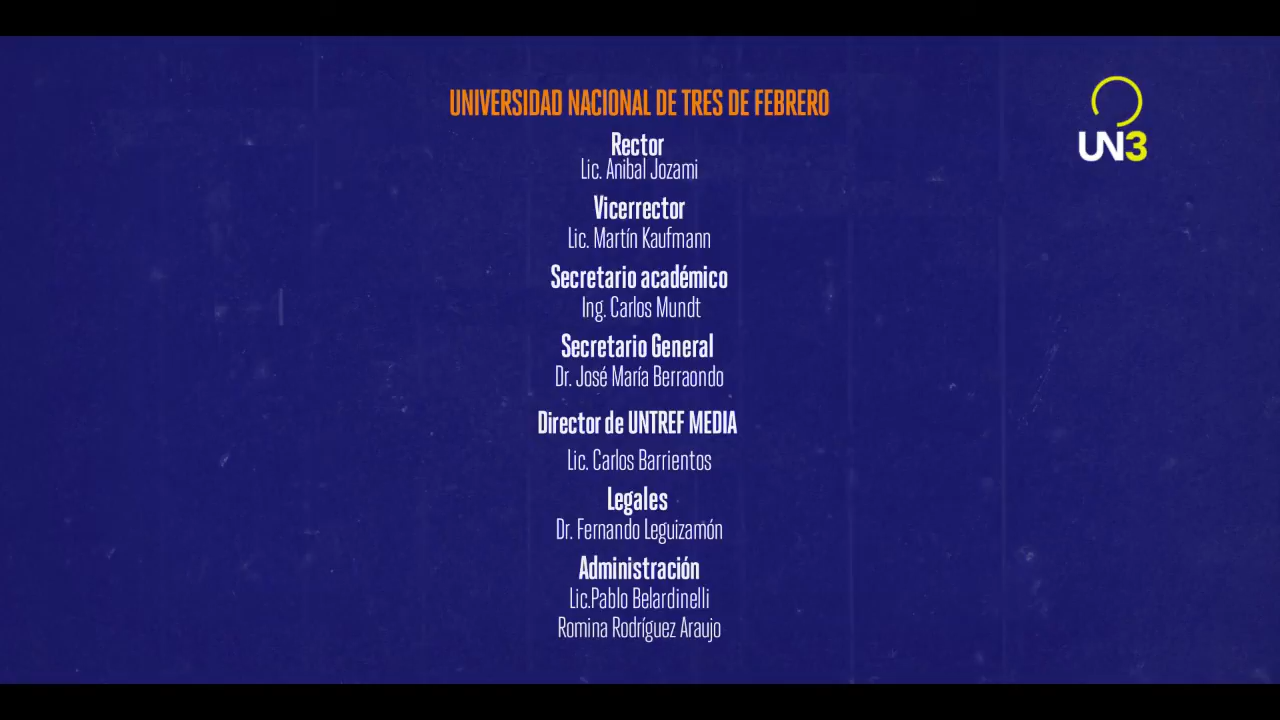 UNIVERSIDAD NACIONAL DE TRES DE FEBRERO
UN3
Rector
Lic. Anibal Jozami
Vicerrector
Lic. Martín Kaufmann
Secretario académico
Ing. Carlos Mundt
Secretario General
Dr. José María Berraondo
Director de UNTREF MEDIA
Lic. Carlos Barrientos
Legales
Dr. Fernando Leguizamón
Administración
Lic.Pablo Belardinelli
Romina Rodríguez Araujo